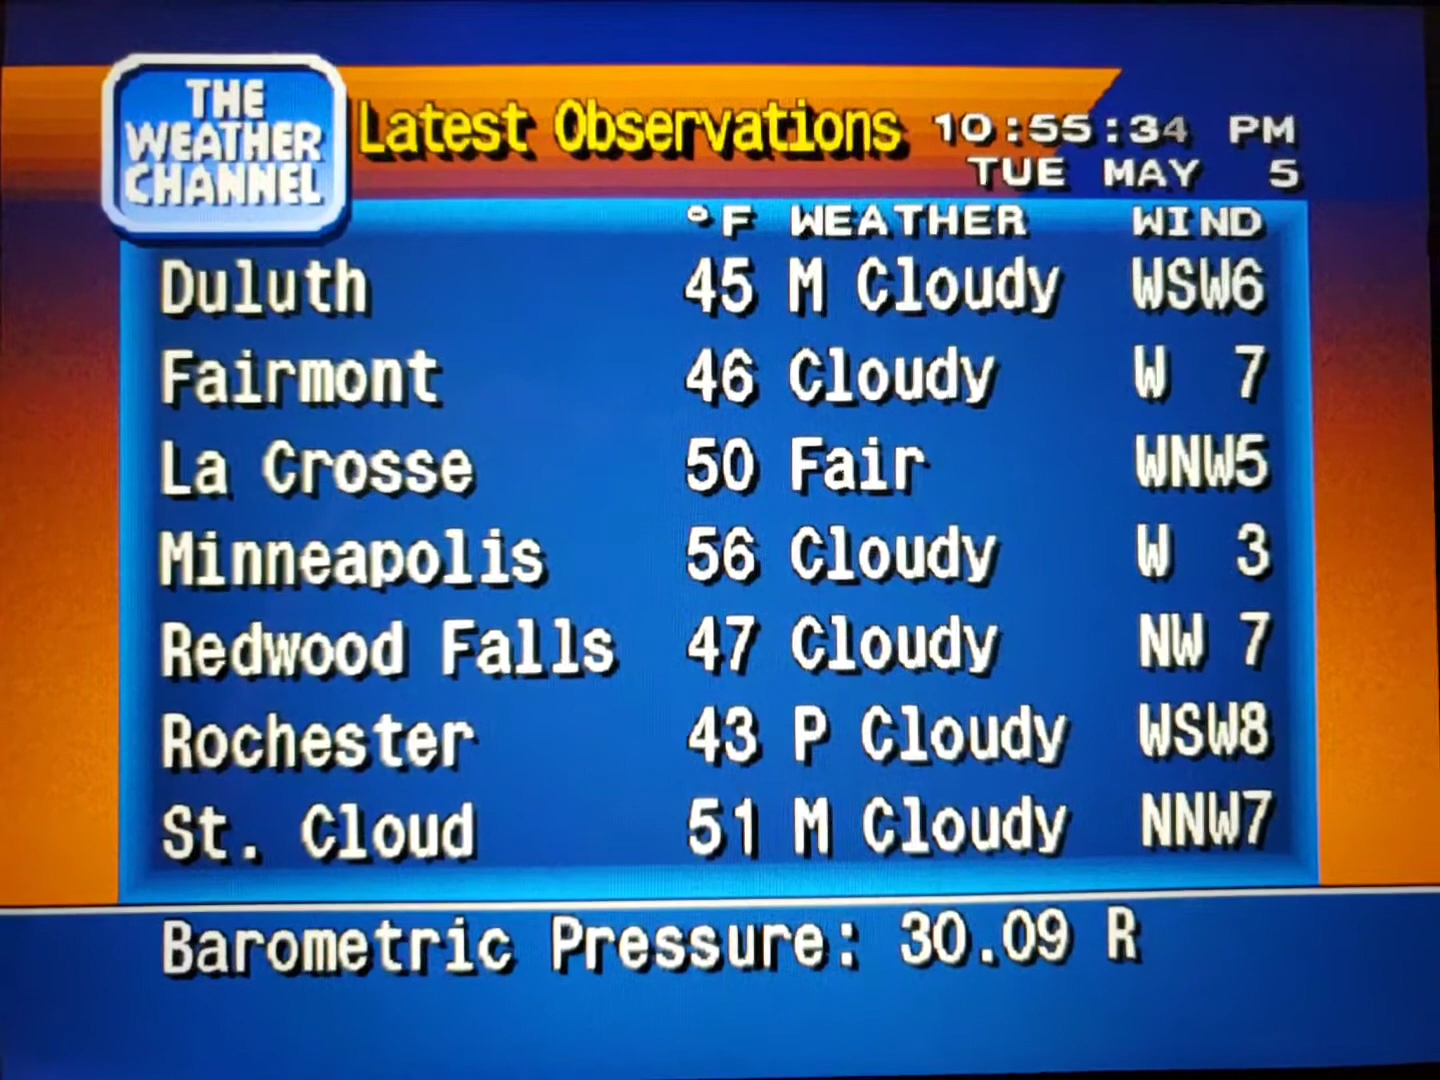 THE
WEATHER
CHANNEL
Latest Observations 10:55:34 PM
TUE MAY 5
°F WEATHER WIND
Duluth 45 M Cloudy WSW6
Fairmont 46 Cloudy W 7
La Crosse 50 Fair WNW5
Minneapolis 56 Cloudy W 3
Redwood Falls 47 Cloudy NW 7
Rochester 43 P Cloudy WSW8
St. Cloud 51 M Cloudy NNW7
Barometric Pressure: 30.09 R